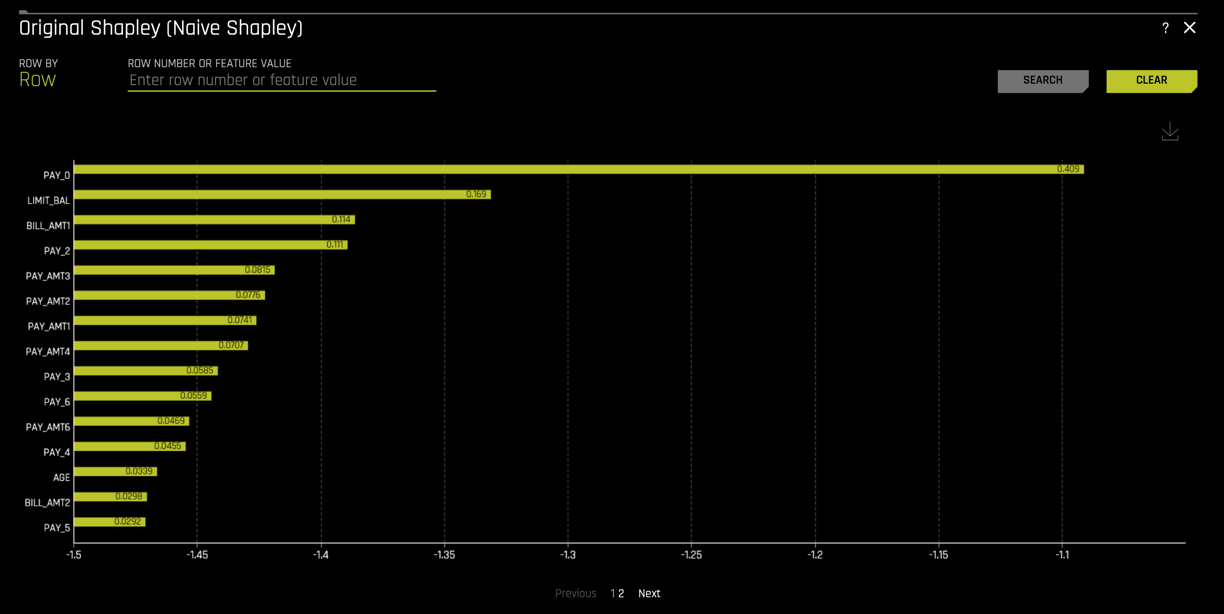 Original Shapley (Naive Shapley)
?
ROW BY
Row
ROW NUMBER OR FEATURE VALUE
Enter row number or feature value
SEARCH
CLEAR
PAY_0 0.409
LIMIT_BAL 0.169
BILL_AMT1 0.114
PAY_2 0.111
PAY_AMT3 0.0815
PAY_AMT2 0.0776
PAY_AMT1 0.0741
PAY_AMT4 0.0707
PAY_3 0.0585
PAY_6 0.0559
PAY_AMT6 0.0469
PAY_4 0.0455
AGE 0.0339
BILL_AMT2 0.0298
PAY_5 0.0292
-1.5 -1.45 -1.4 -1.35 -1.3 -1.25 -1.2 -1.15 -1.1
Previous 1 2 Next